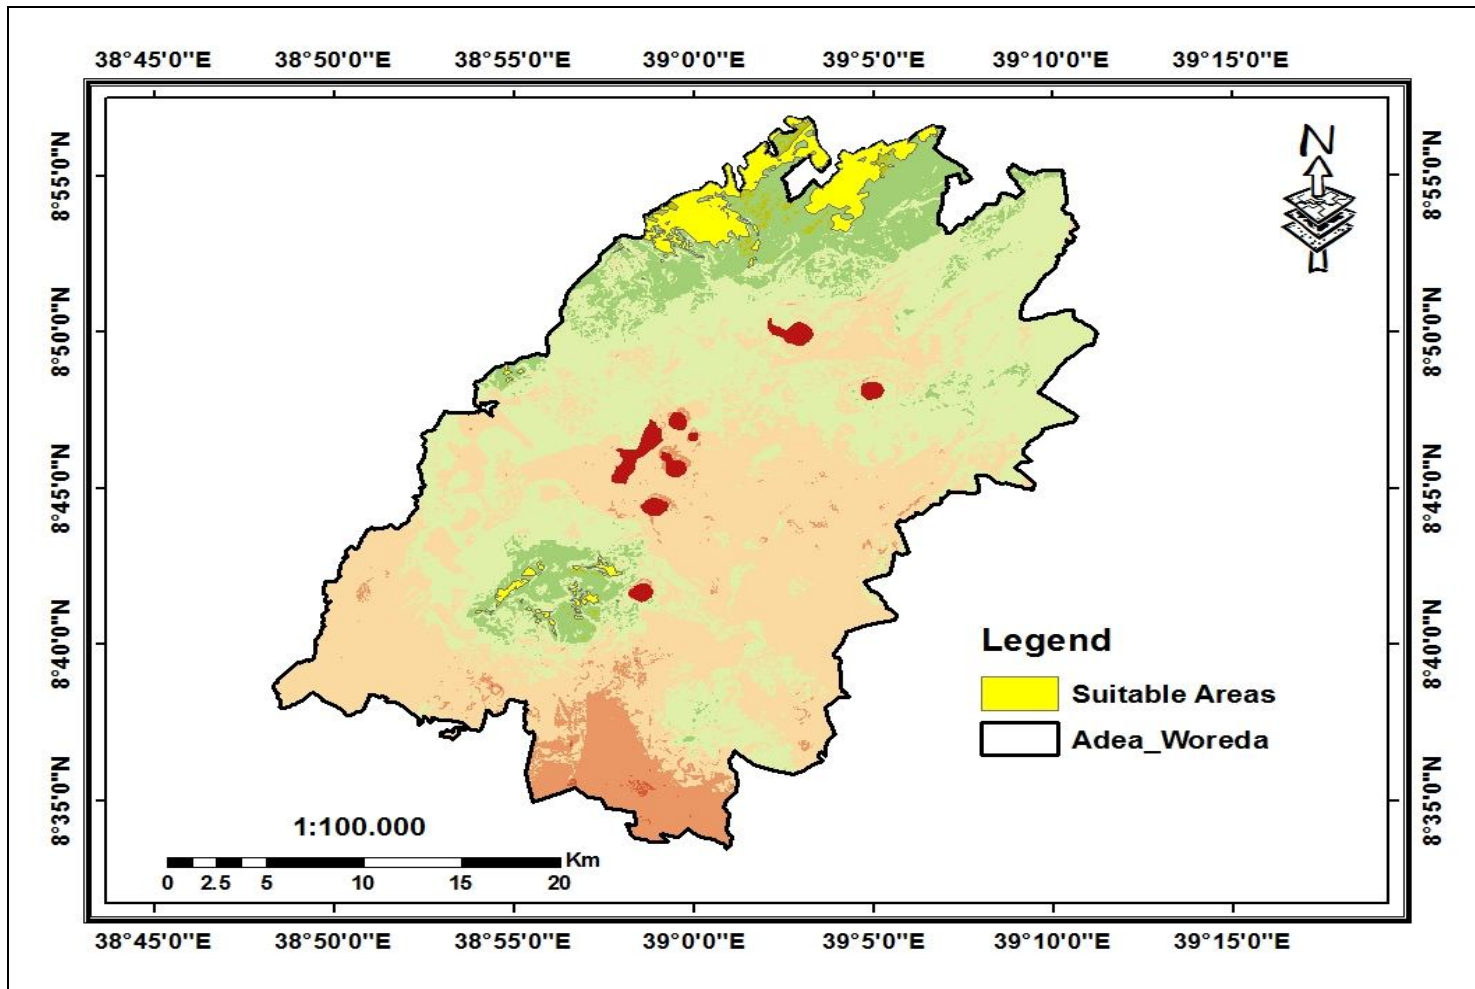 38°45'0"E 38°50'0"E 38°55'0"E 39°0'0"E 39°5'0"E 39°10'0"E 39°15'0"E
N
8°55'0"N 8°55'0"N
8°50'0"N 8°50'0"N
8°45'0"N 8°45'0"N
8°40'0"N 8°40'0"N
8°35'0"N 8°35'0"N
Legend
Suitable Areas
Adea_Woreda
1:100.000
Km
0 2.5 5 10 15 20
38°45'0"E 38°50'0"E 38°55'0"E 39°0'0"E 39°5'0"E 39°10'0"E 39°15'0"E